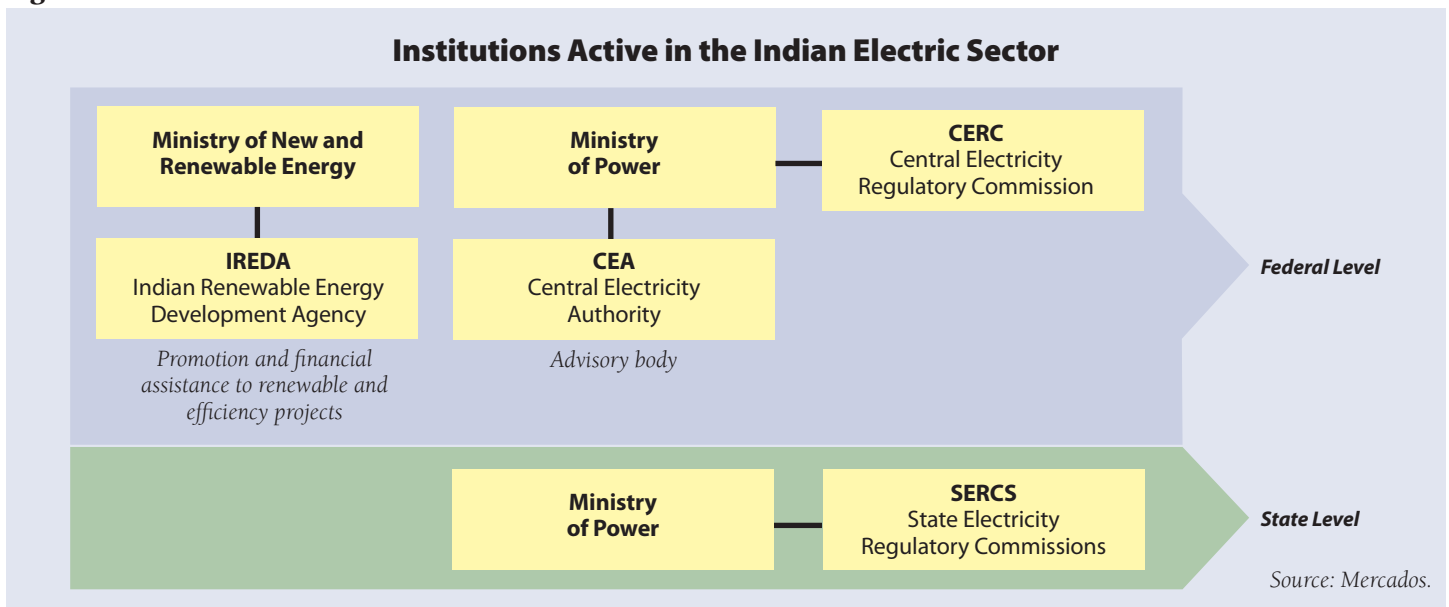 Institutions Active in the Indian Electric Sector
Ministry of New and
Renewable Energy
Ministry
of Power
CERC
Central Electricity
Regulatory Commission
IREDA
Indian Renewable Energy
Development Agency
CEA
Central Electricity
Authority
Promotion and financial
assistance to renewable and
efficiency projects
Advisory body
Federal Level
Ministry
of Power
SERCS
State Electricity
Regulatory Commissions
State Level
Source: Mercados.